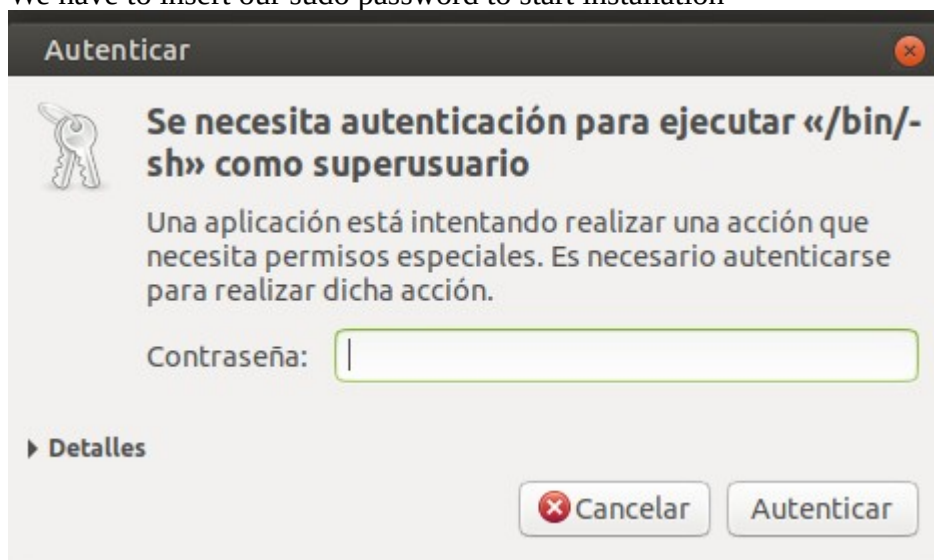 We have to insert our sudo password to start installation
Autenticar
Se necesita autenticación para ejecutar «/bin/-
sh» como superusuario
Una aplicación está intentando realizar una acción que
necesita permisos especiales. Es necesario autenticarse
para realizar dicha acción.
Contraseña:
Detalles
Cancelar Autenticar